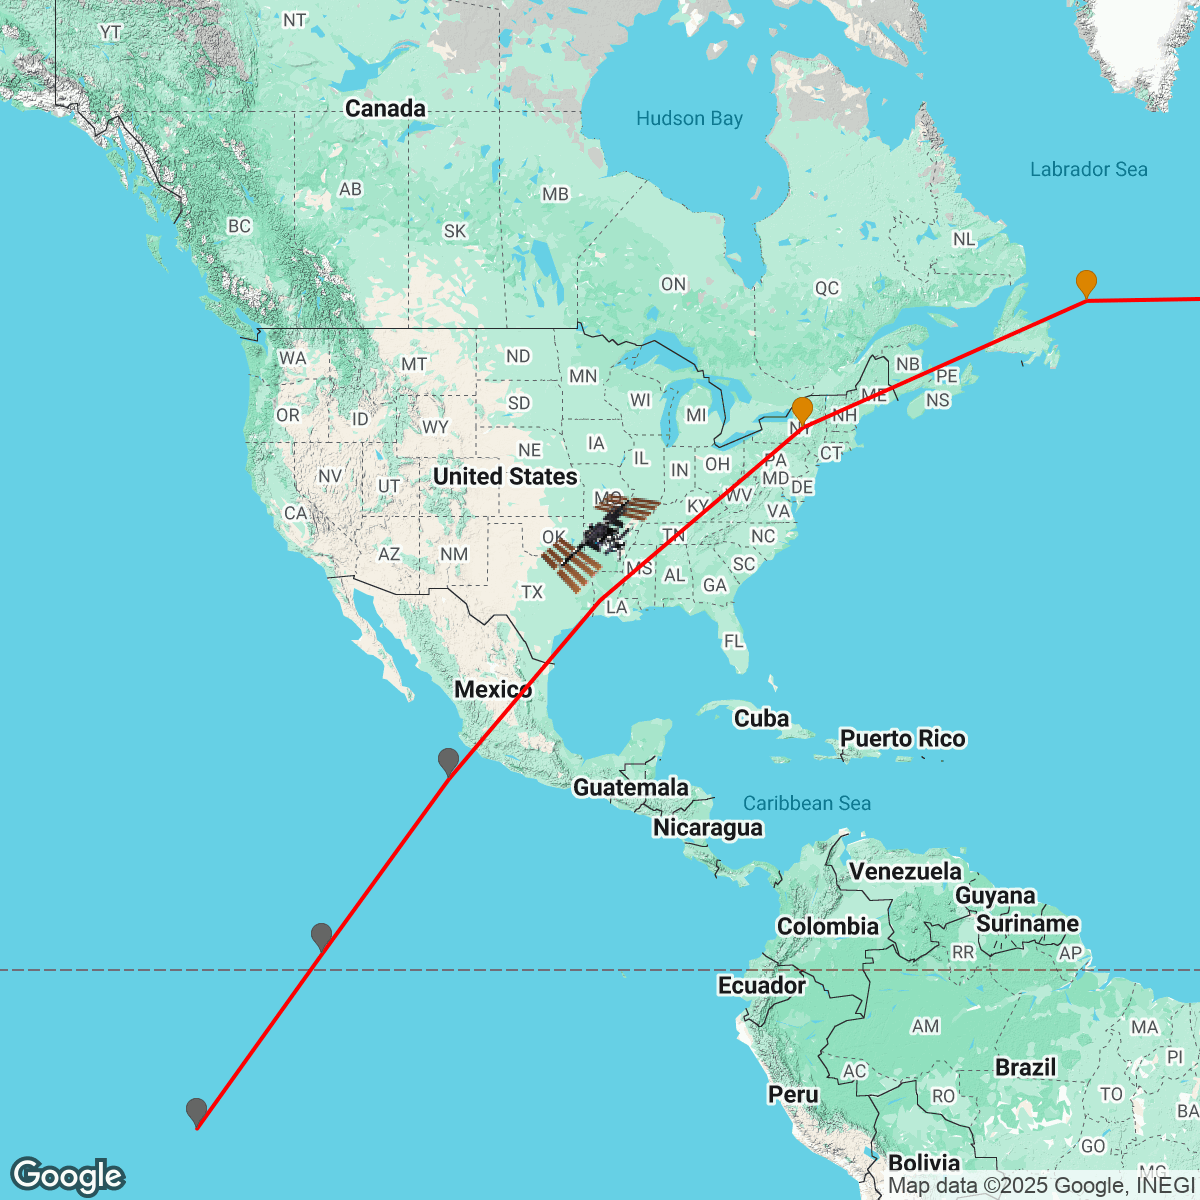 NT
YT
Canada
Hudson Bay
Labrador Sea
AB
MB
BC
SK
NL
ON
QC
WA
ND
MT
NB
MN
PE
ME
NS
SD
WI
OR
ID
MI
NH
WY
NY
IA
NE
CT
IL
OH
PA
IN
NV
United States
MD
UT
DE
WV
MO
KY
CA
VA
OK
TN
NC
AZ
NM
SC
MS
AL
GA
TX
LA
FL
Mexico
Cuba
Puerto Rico
Guatemala
Caribbean Sea
Nicaragua
Venezuela
Guyana
Suriname
Colombia
RR
AP
Ecuador
AM
MA
PI
Brazil
AC
Peru
RO
TO
BA
GO
Bolivia
MG
Google
Map data ©2025 Google, INEGI